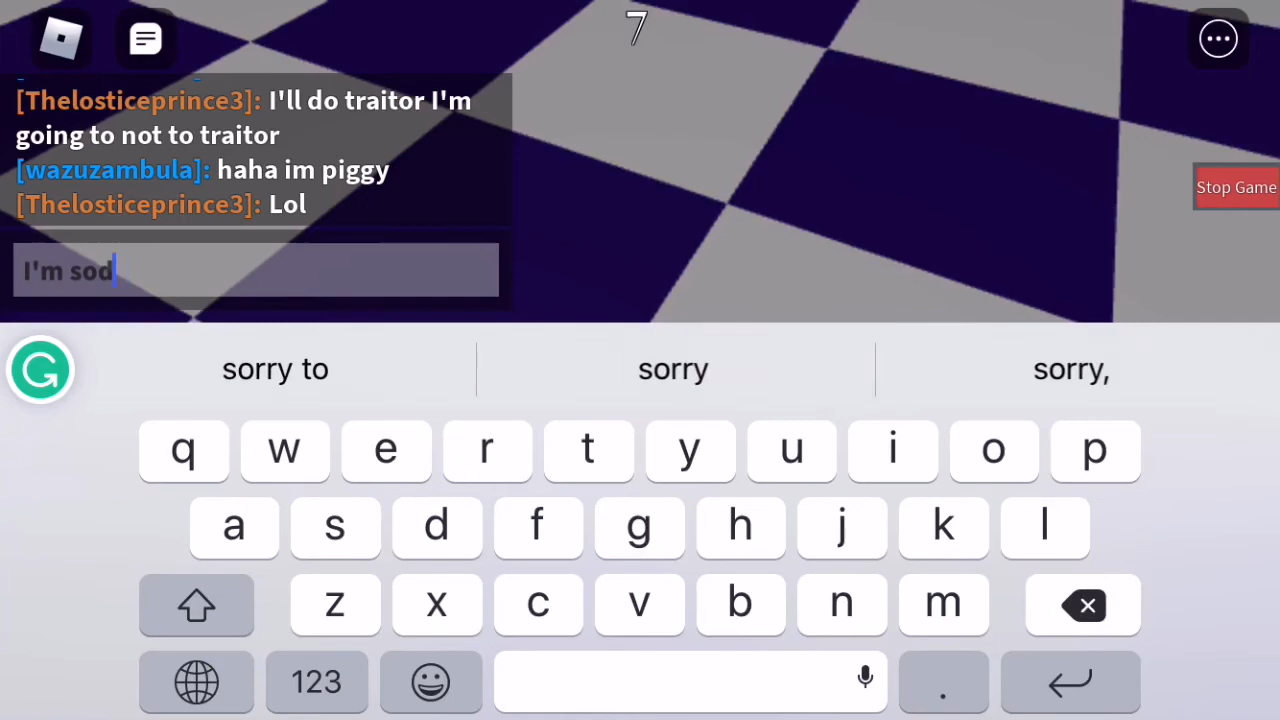 7
[Thelosticeprince3]: I'll do traitor I'm
going to not to traitor
[wazuzambula]: haha im piggy
[Thelosticeprince3]: Lol
Stop Game
I'm sod
sorry to sorry sorry,
q w e r t y u i o p
a s d f g h j k l
z x c v b n m
123 .